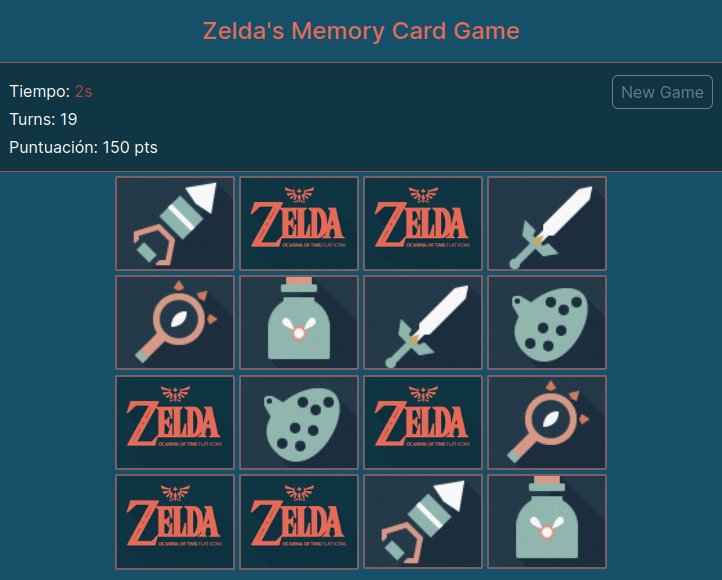 Zelda's Memory Card Game
Tiempo: 2s
New Game
Turns: 19
Puntuación: 150 pts
ZELDA
OCARINA OF TIME FLAT ICONS
ZELDA
OCARINA OF TIME FLAT ICONS
ZELDA
OCARINA OF TIME FLAT ICONS
ZELDA
OCARINA OF TIME FLAT ICONS
ZELDA
OCARINA OF TIME FLAT ICONS
ZELDA
OCARINA OF TIME FLAT ICONS